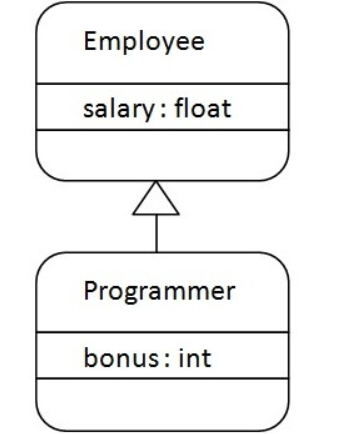 Employee
salary : float
Programmer
bonus : int